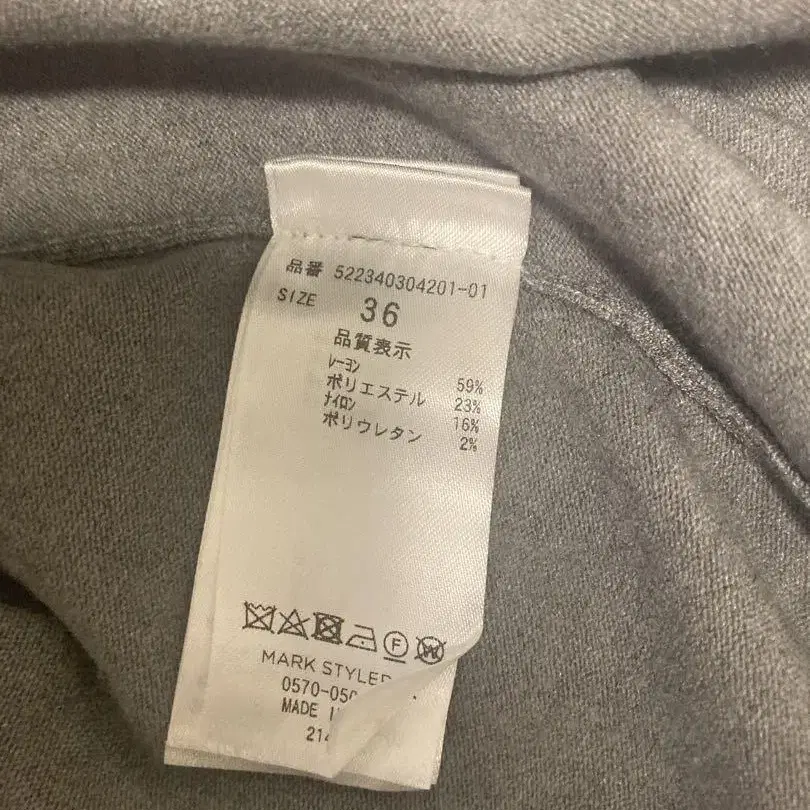 品番 522340304201-01
SIZE 36
品質表示
レーヨン 59%
ポリエステル 23%
ナイロン 16%
ポリウレタン 2%
F W
MARK STYLER
0570-05
MADE
21